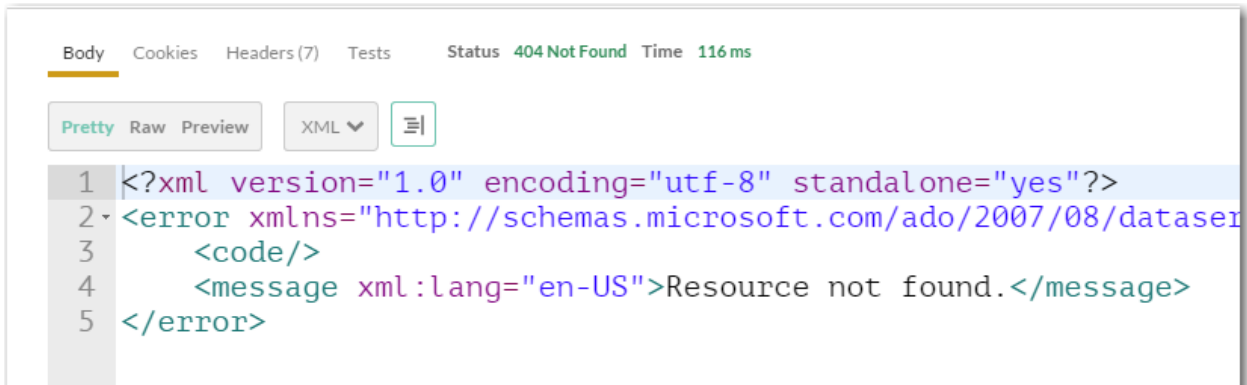 Body Cookies Headers (7) Tests Status 404 Not Found Time 116 ms
Pretty Raw Preview XML
1 <?xml version="1.0" encoding="utf-8" standalone="yes"?>
2 <error xmlns="http://schemas.microsoft.com/ado/2007/08/dataser
3 <code/>
4 <message xml:lang="en-US">Resource not found.</message>
5 </error>